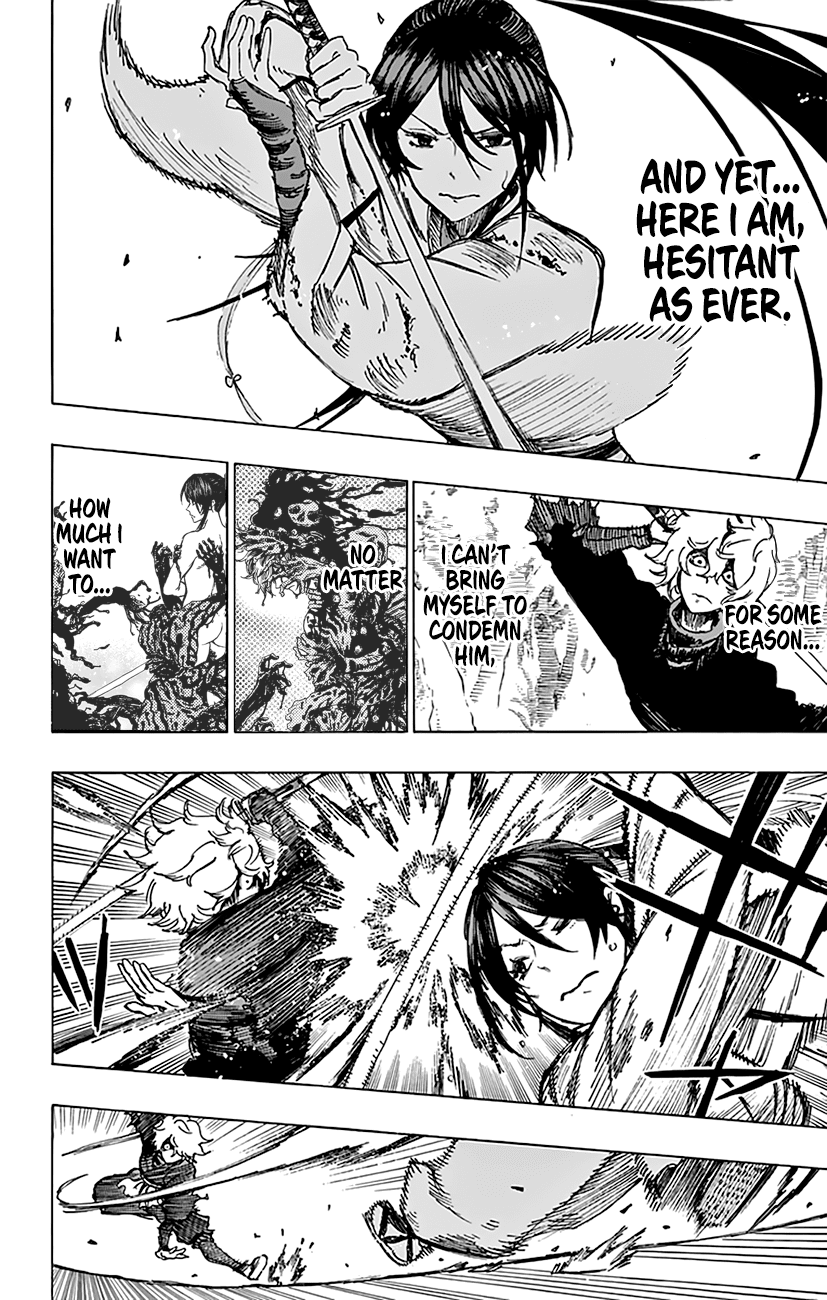 AND YET...
HERE I AM,
HESITANT
AS EVER.
FOR SOME
REASON...
I CAN'T
BRING
MYSELF TO
CONDEMN
HIM,
NO
MATTER
HOW
MUCH I
WANT
TO...